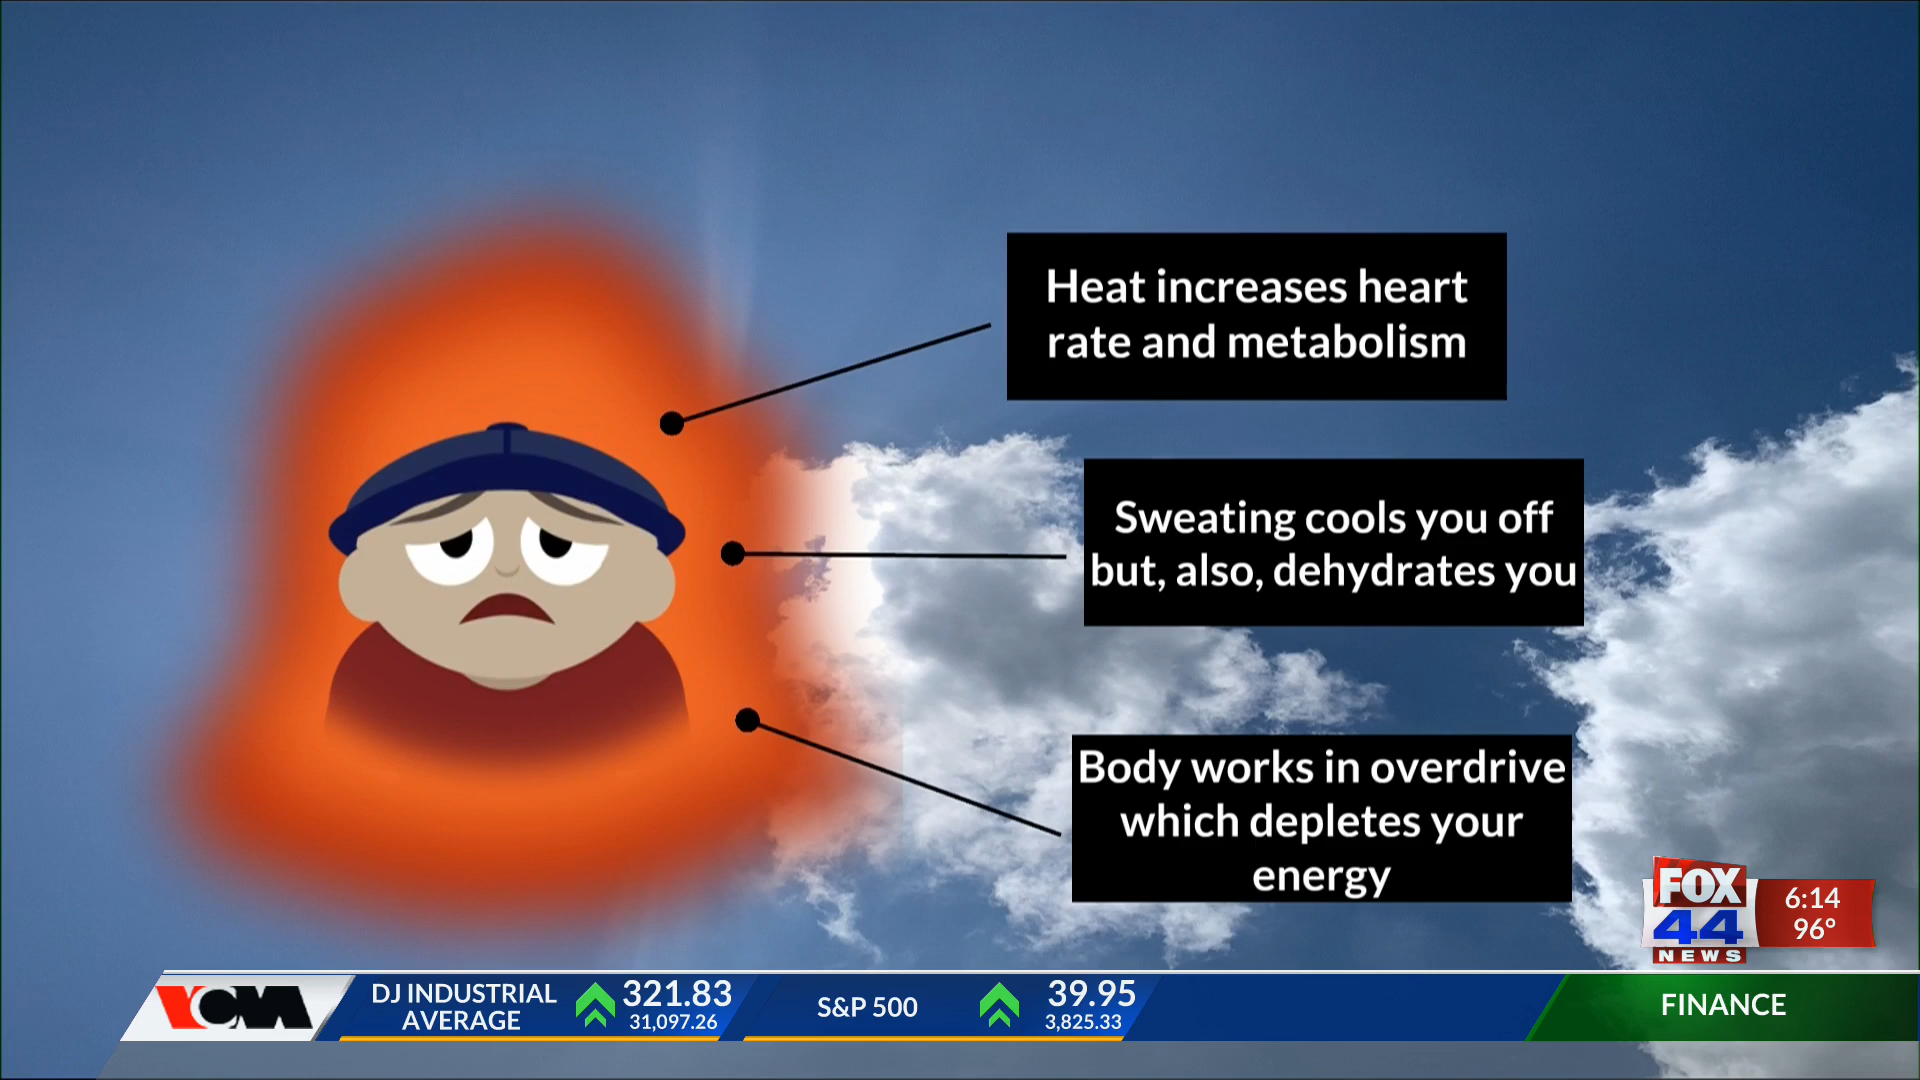 Heat increases heart
rate and metabolism
Sweating cools you off
but, also, dehydrates you
Body works in overdrive
which depletes your
energy
FOX
44
NEWS
6:14
96°
DJ INDUSTRIAL
AVERAGE
321.83
31,097.26
S&P 500
39.95
3,825.33
FINANCE